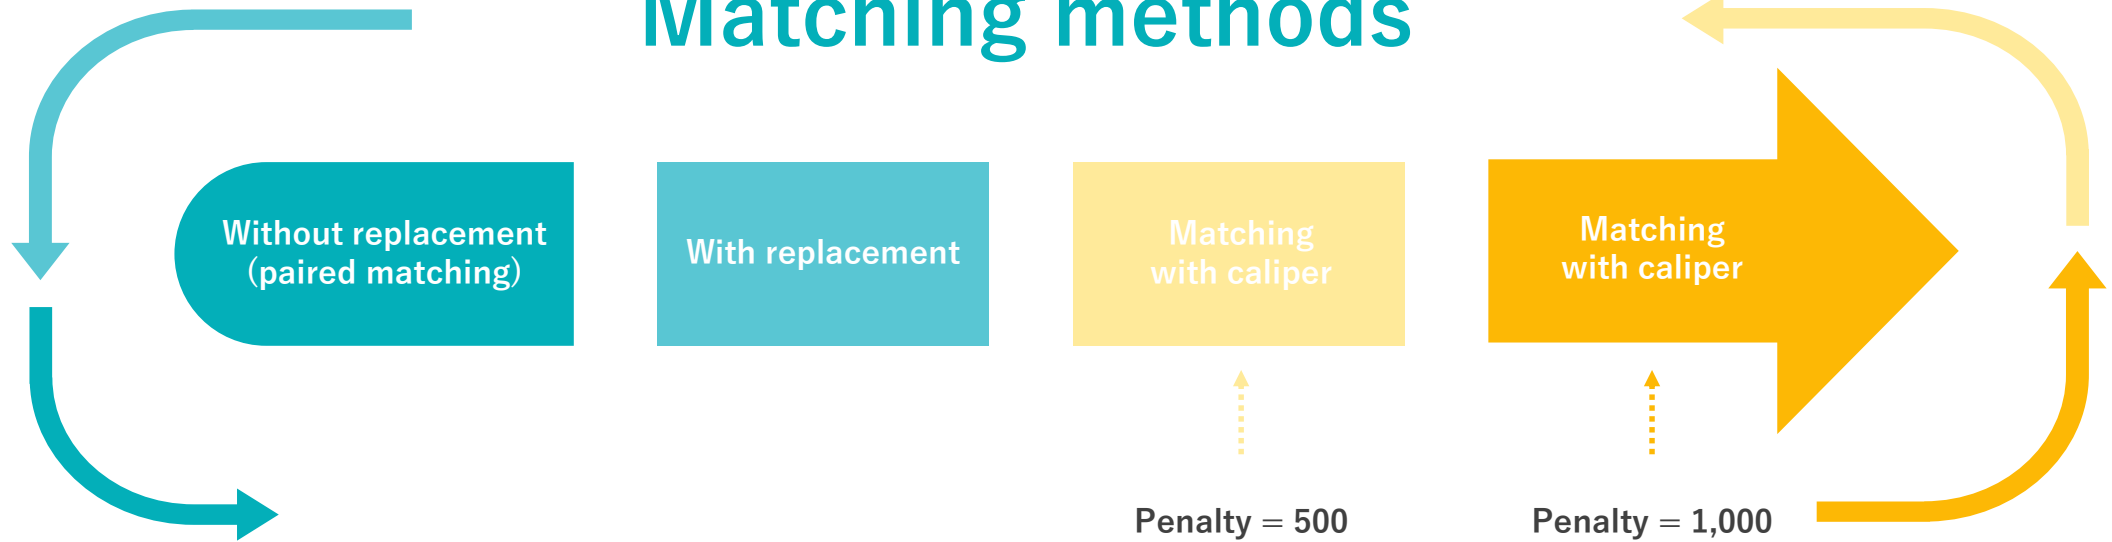 Matching methods
Without replacement
(paired matching)
With replacement
Matching
with caliper
Matching
with caliper
Penalty = 500
Penalty = 1,000